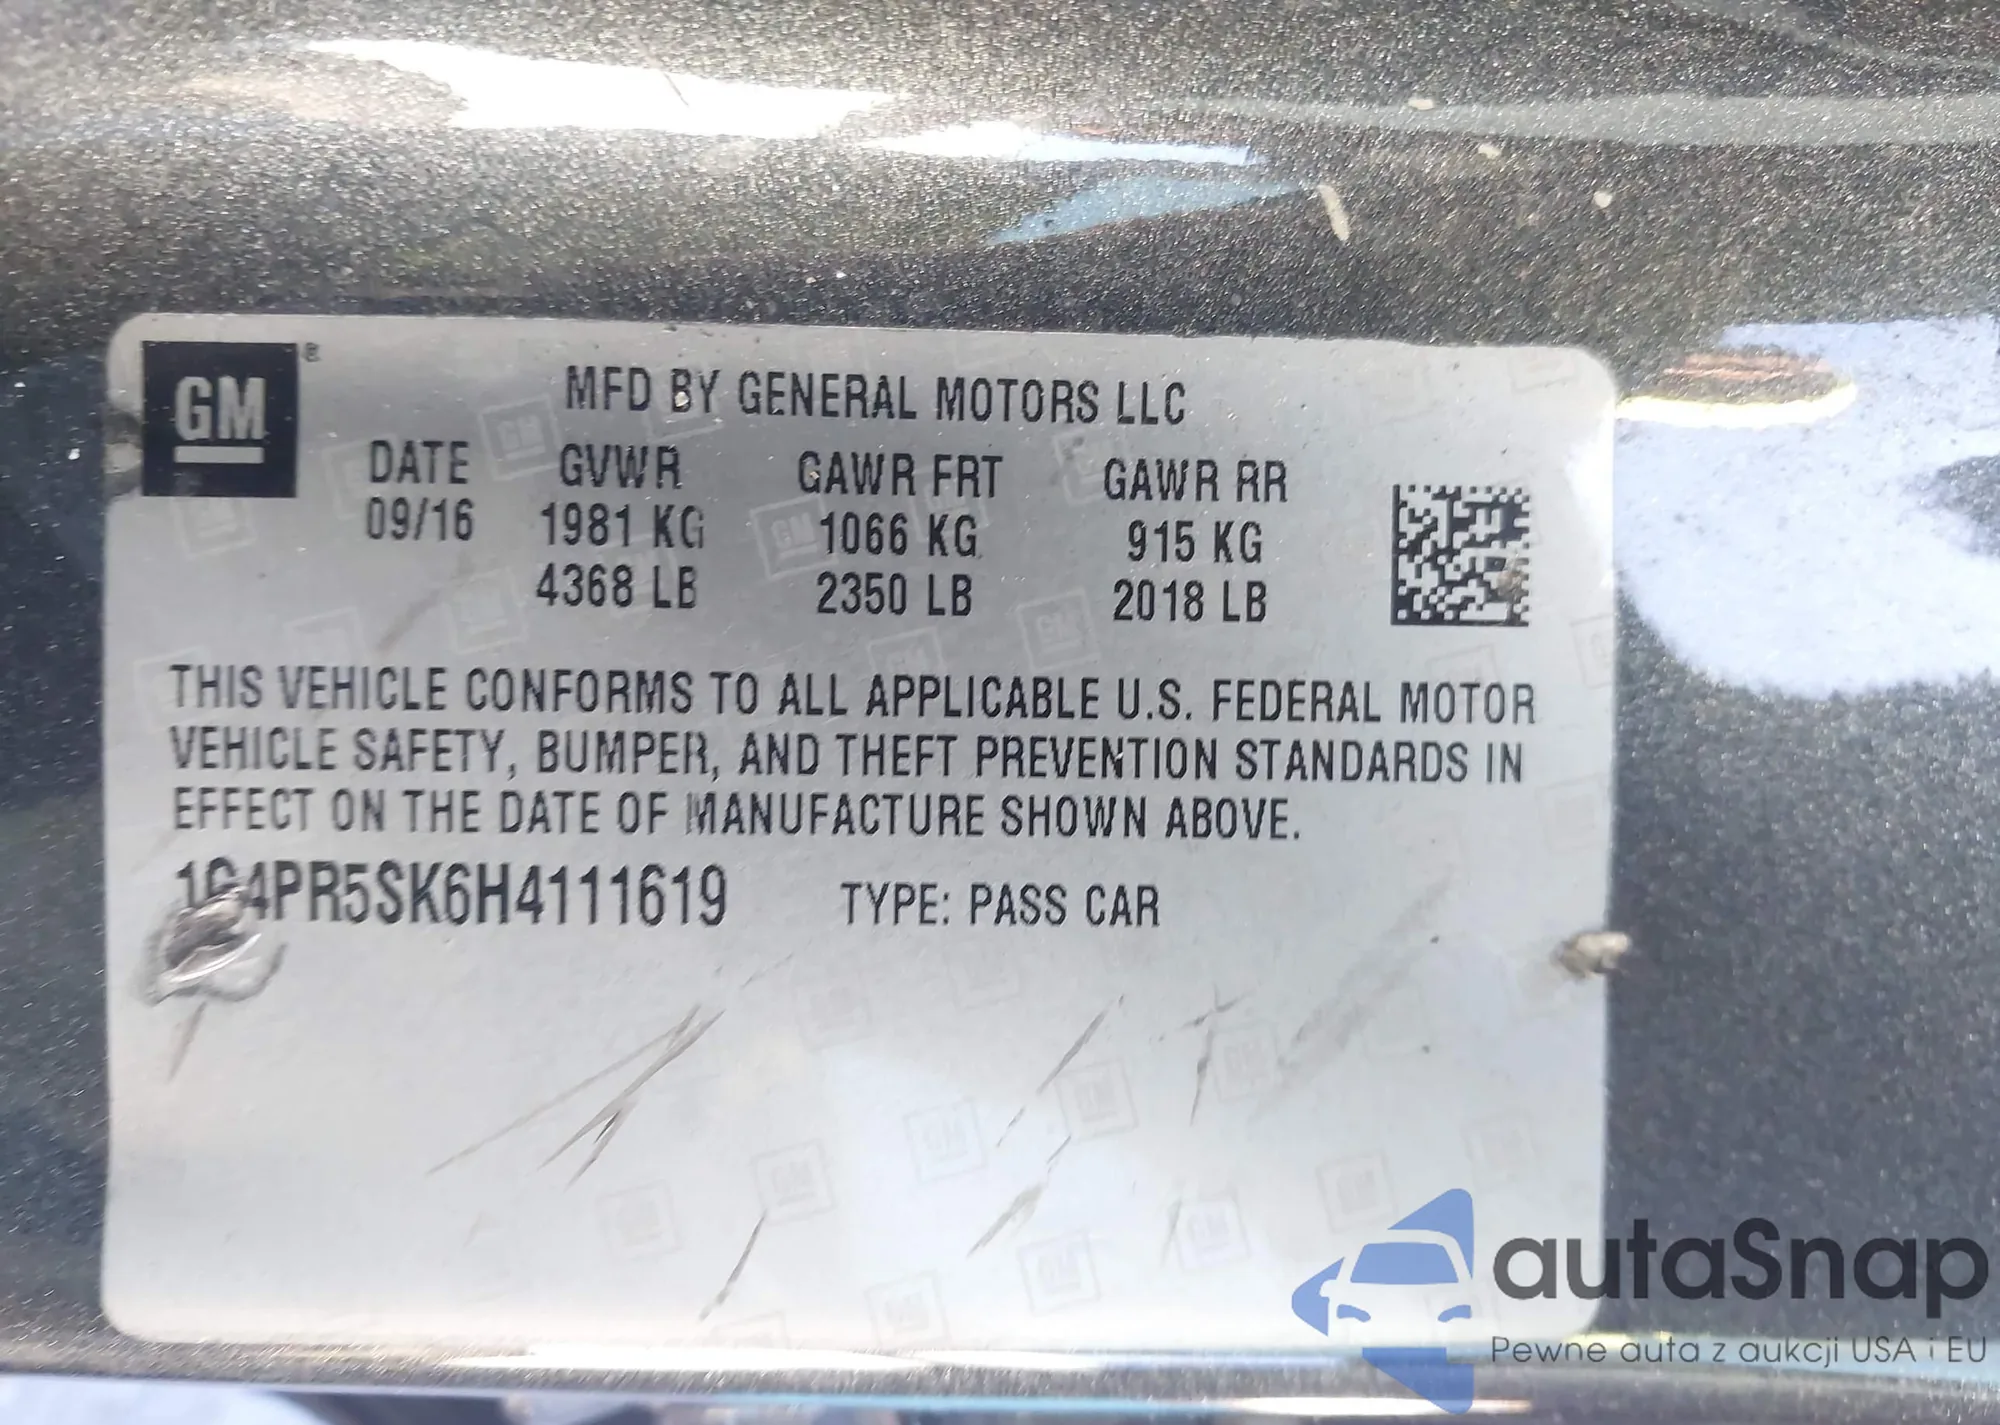 GM®
MFD BY GENERAL MOTORS LLC
DATE GVWR GAWR FRT GAWR RR
09/16 1981 KG 1066 KG 915 KG
4368 LB 2350 LB 2018 LB
THIS VEHICLE CONFORMS TO ALL APPLICABLE U.S. FEDERAL MOTOR
VEHICLE SAFETY, BUMPER, AND THEFT PREVENTION STANDARDS IN
EFFECT ON THE DATE OF MANUFACTURE SHOWN ABOVE.
1G4PR5SK6H4111619 TYPE: PASS CAR
autaSnap
Pewne auta z aukcji USA i EU